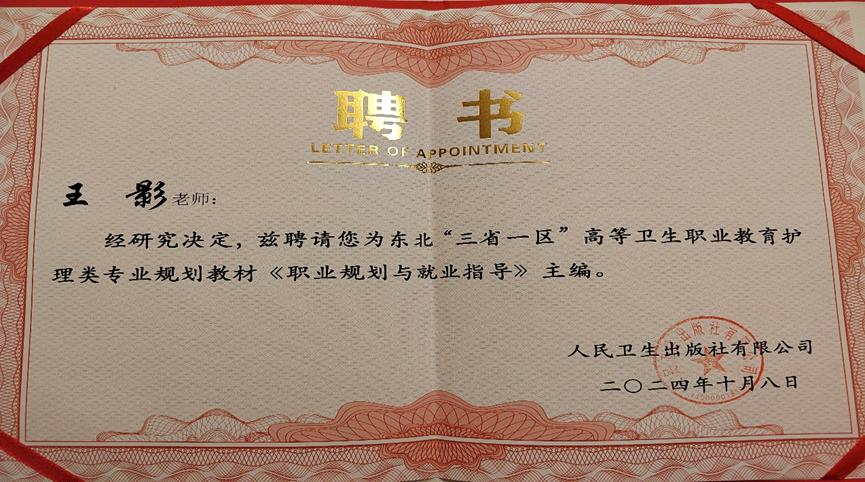 聘 书
LETTER OF APPOINTMENT
王 影 老师：
经研究决定，兹聘请您为东北“三省一区”高等卫生职业教育护
理类专业规划教材《职业规划与就业指导》主编。
人民卫生出版社有限公司
二〇二四年十月八日